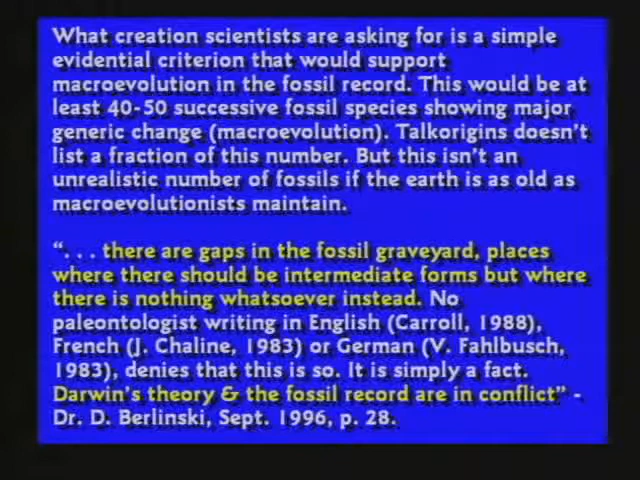 What creation scientists are asking for is a simple
evidential criterion that would support
macroevolution in the fossil record. This would be at
least 40-50 successive fossil species showing major
generic change (macroevolution). Talkorigins doesn't
list a fraction of this number. But this isn't an
unrealistic number of fossils if the earth is as old as
macroevolutionists maintain.
". . . there are gaps in the fossil graveyard, places
where there should be intermediate forms but where
there is nothing whatsoever instead. No
paleontologist writing in English (Carroll, 1988),
French (J. Chaline, 1983) or German (V. Fahlbusch,
1983), denies that this is so. It is simply a fact.
Darwin's theory & the fossil record are in conflict" -
Dr. D. Berlinski, Sept. 1996, p. 28.